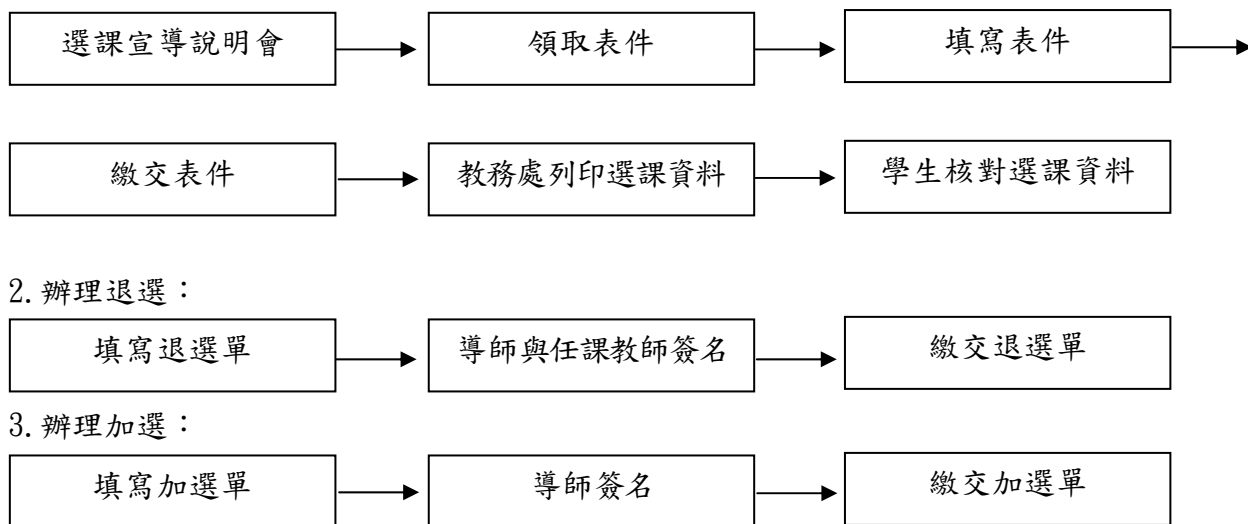 選課宣導說明會 領取表件 填寫表件
繳交表件 教務處列印選課資料 學生核對選課資料
2.辦理退選：
填寫退選單 導師與任課教師簽名 繳交退選單
3.辦理加選：
填寫加選單 導師簽名 繳交加選單